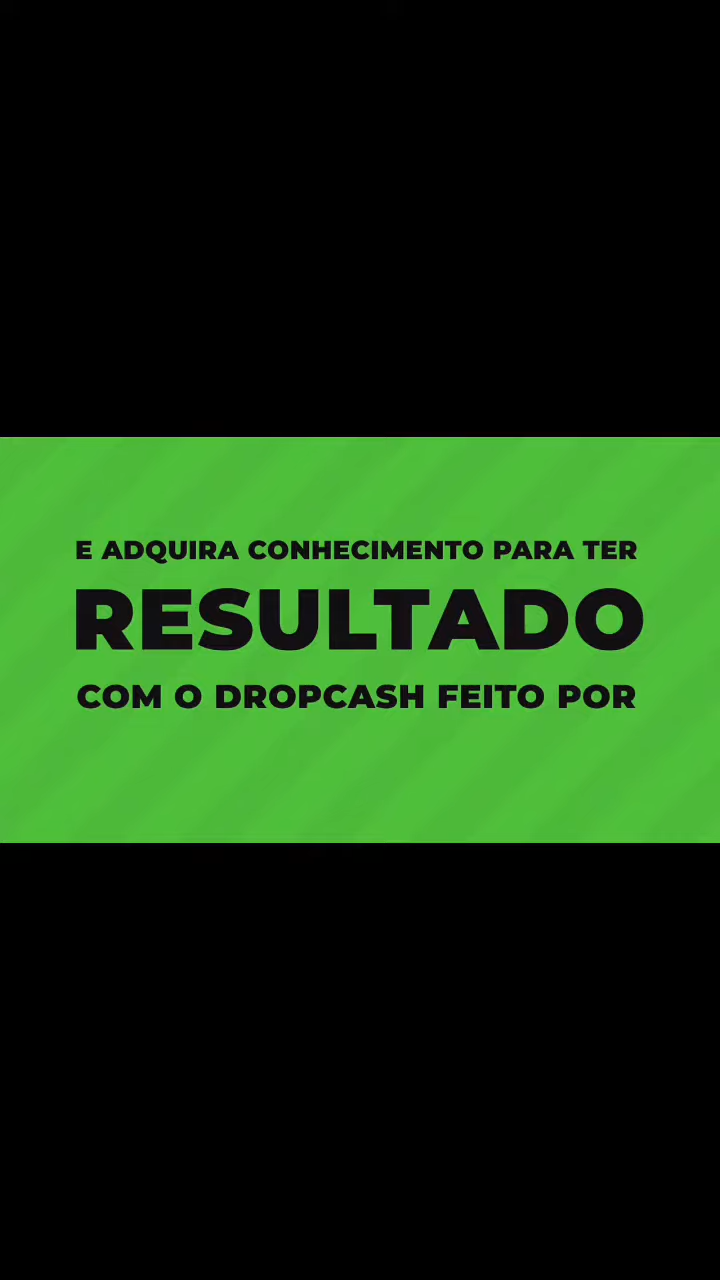 E ADQUIRA CONHECIMENTO PARA TER
RESULTADO
COM O DROPCASH FEITO POR